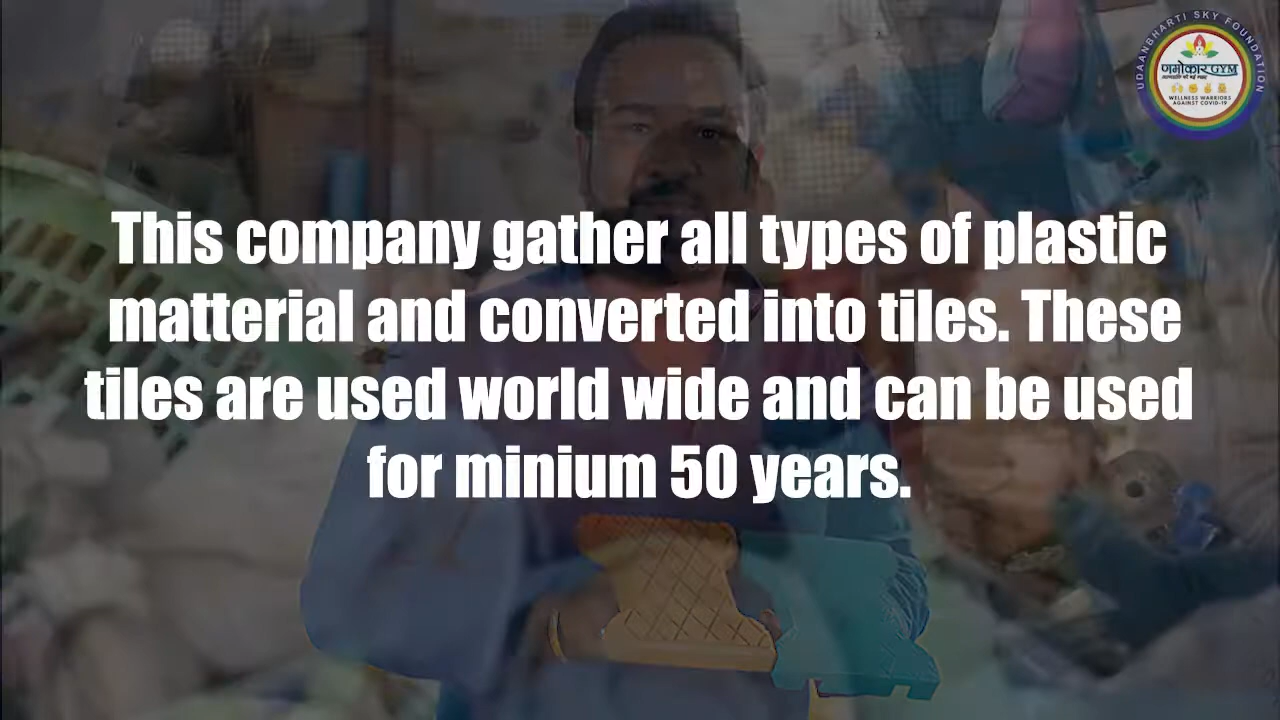 UDAANBHARTI SKY FOUNDATION
णमोकार GYM
WELLNESS WARRIORS
AGAINST COVID-19
This company gather all types of plastic
matterial and converted into tiles. These
tiles are used world wide and can be used
for minium 50 years.